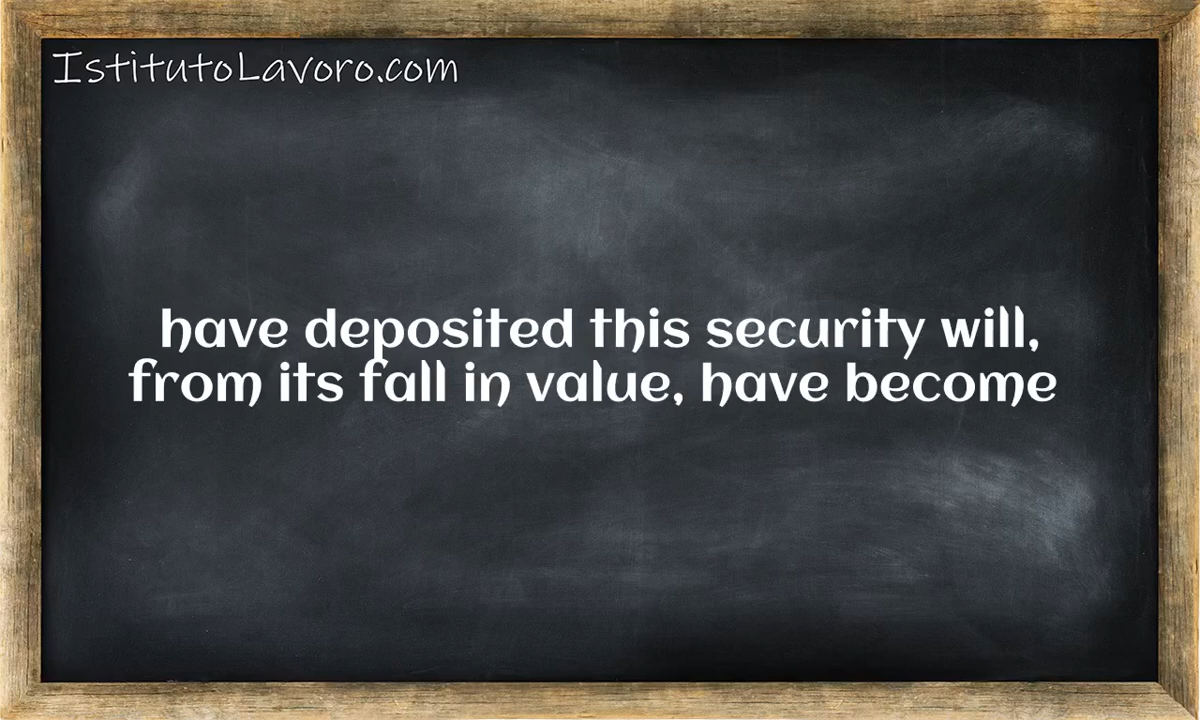 IstitutoLavoro.com
have deposited this security will,
from its fall in value, have become